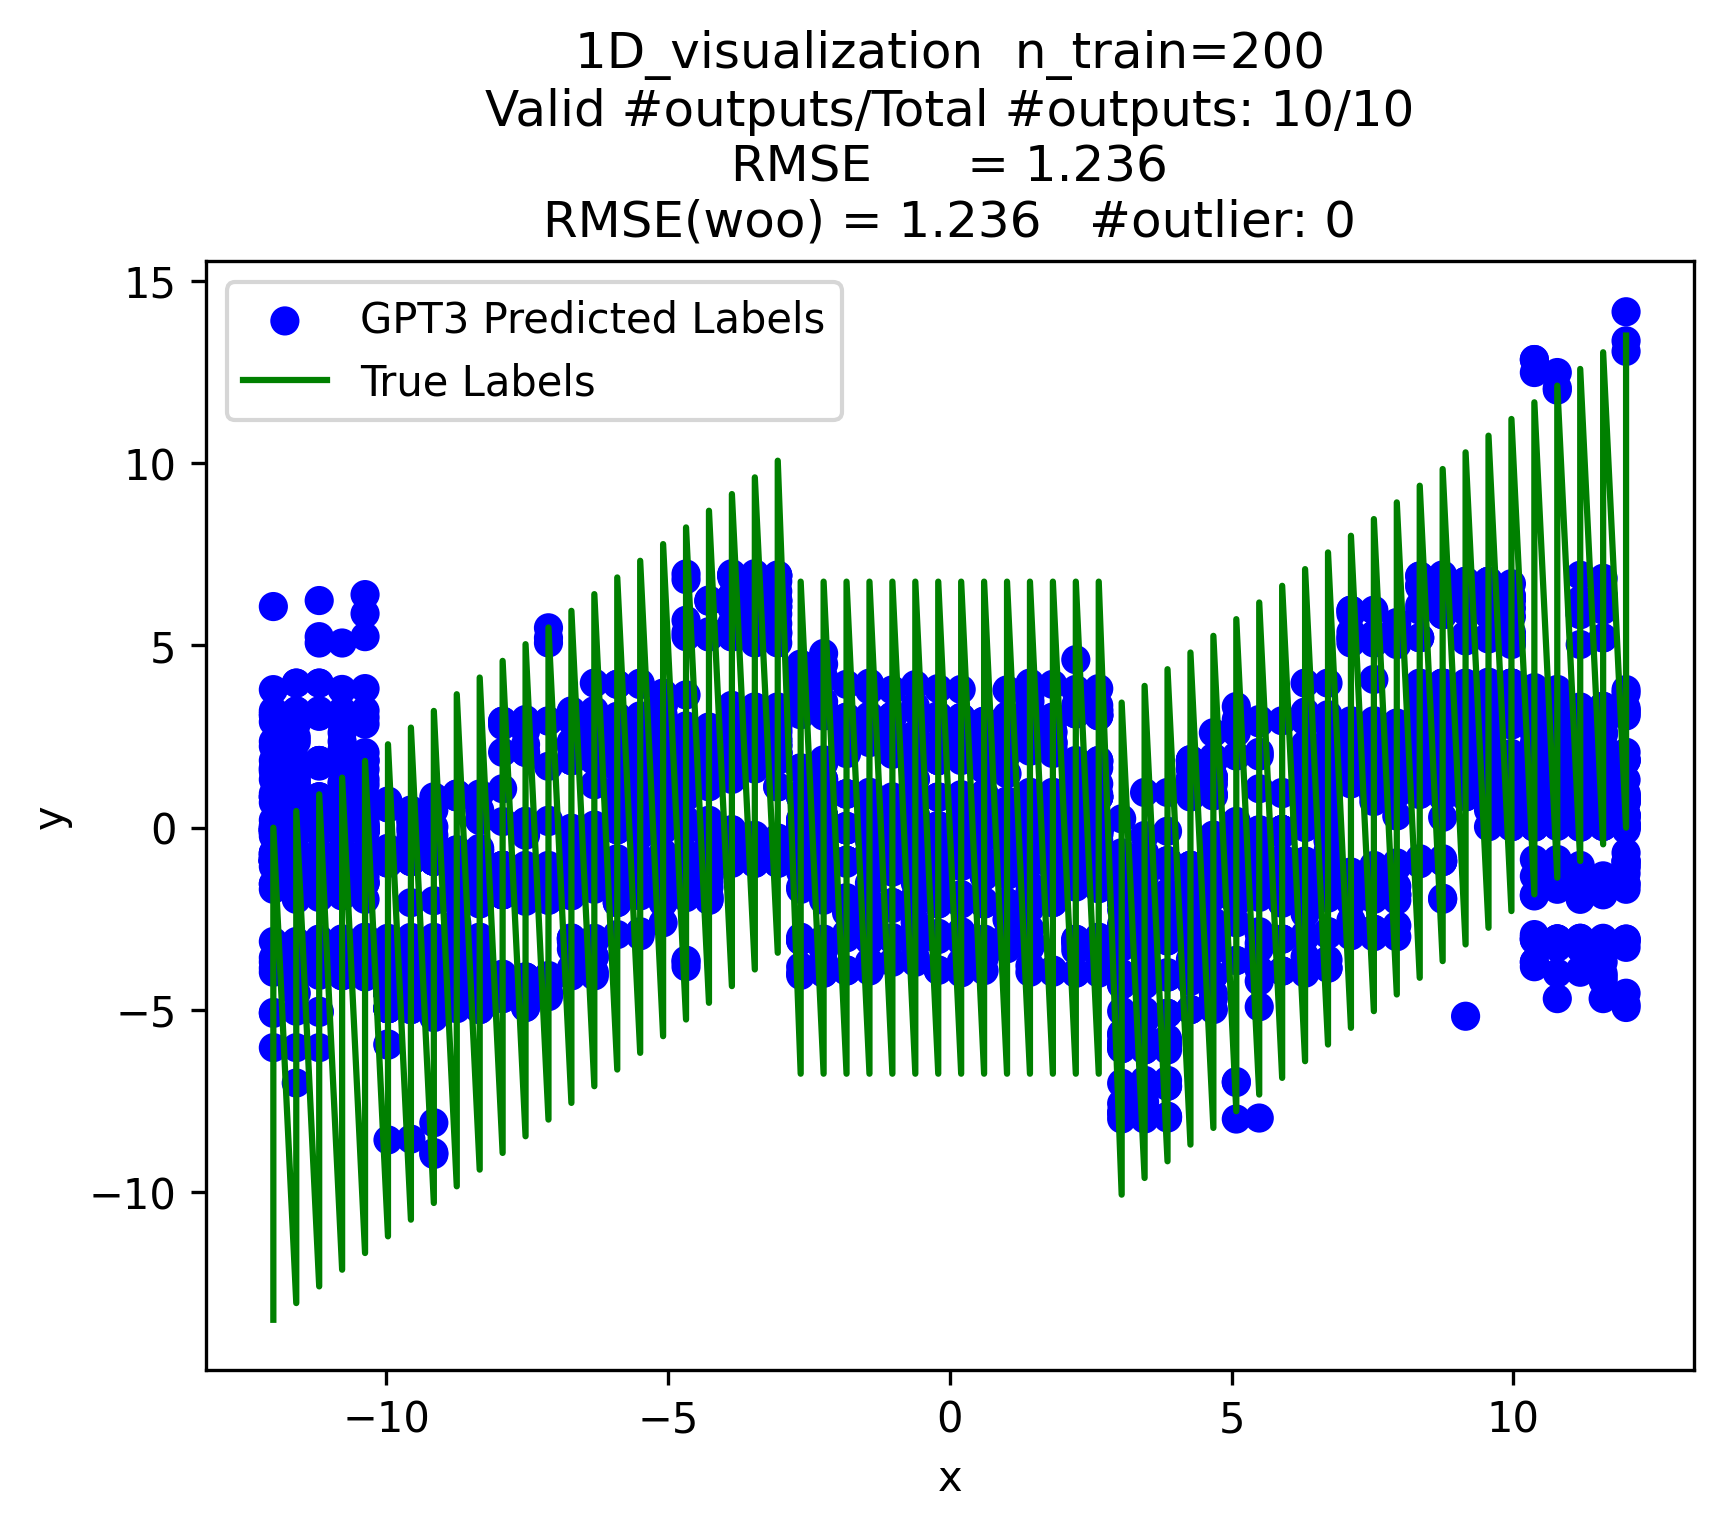 1D_visualization  n_train=200
Valid #outputs/Total #outputs: 10/10
RMSE      = 1.236
RMSE(woo) = 1.236   #outlier: 0
GPT3 Predicted Labels
True Labels
15
10
5
0
−5
−10
y
−10
−5
0
5
10
x